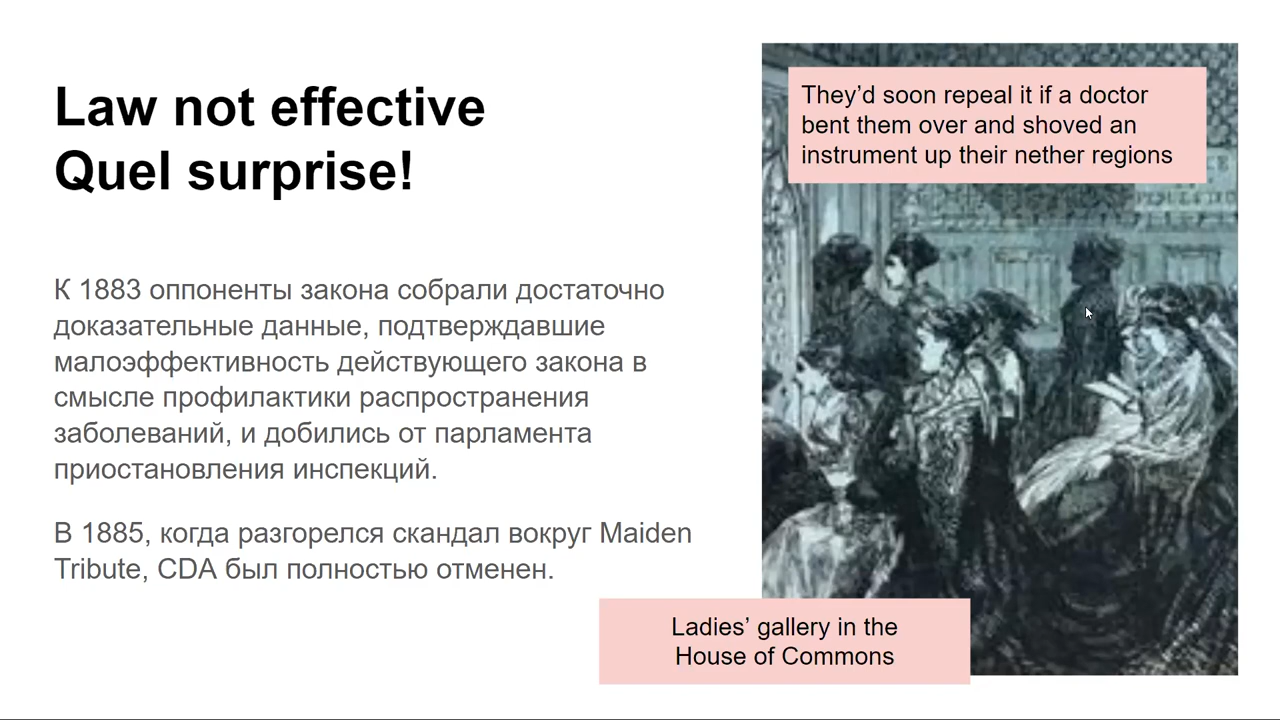 Law not effective
Quel surprise!
К 1883 оппоненты закона собрали достаточно
доказательные данные, подтверждавшие
малоэффективность действующего закона в
смысле профилактики распространения
заболеваний, и добились от парламента
приостановления инспекций.
В 1885, когда разгорелся скандал вокруг Maiden
Tribute, CDA был полностью отменен.
They’d soon repeal it if a doctor
bent them over and shoved an
instrument up their nether regions
Ladies’ gallery in the
House of Commons